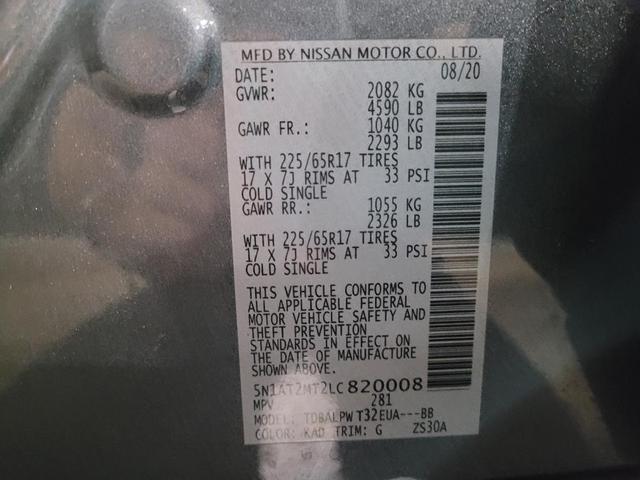 MFD BY NISSAN MOTOR CO., LTD.
DATE: 08/20
GVWR: 2082 KG
4590 LB
GAWR FR.: 1040 KG
2293 LB
WITH 225/65R17 TIRES
17 X 7J RIMS AT 33 PSI
COLD SINGLE
GAWR RR.: 1055 KG
2326 LB
WITH 225/65R17 TIRES
17 X 7J RIMS AT 33 PSI
COLD SINGLE
THIS VEHICLE CONFORMS TO
ALL APPLICABLE FEDERAL
MOTOR VEHICLE SAFETY AND
THEFT PREVENTION
STANDARDS IN EFFECT ON
THE DATE OF MANUFACTURE
SHOWN ABOVE.
5N1AT2MT2LC820008
MPV 281
MODEL: TDBALPWT32EUA---BB
COLOR: KAD TRIM: G ZS30A